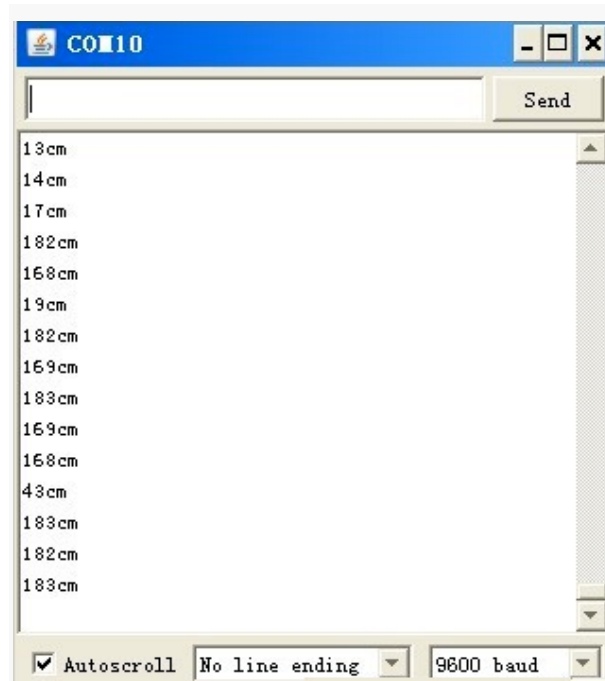 COM10
Send
13cm
14cm
17cm
182cm
168cm
19cm
182cm
169cm
183cm
169cm
168cm
43cm
183cm
182cm
183cm
Autoscroll No line ending 9600 baud